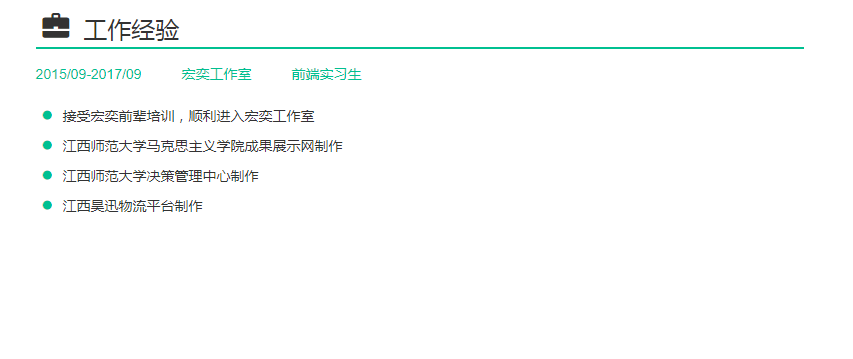 工作经验
2015/09-2017/09 宏奕工作室 前端实习生
接受宏奕前辈培训，顺利进入宏奕工作室
江西师范大学马克思主义学院成果展示网制作
江西师范大学决策管理中心制作
江西昊迅物流平台制作